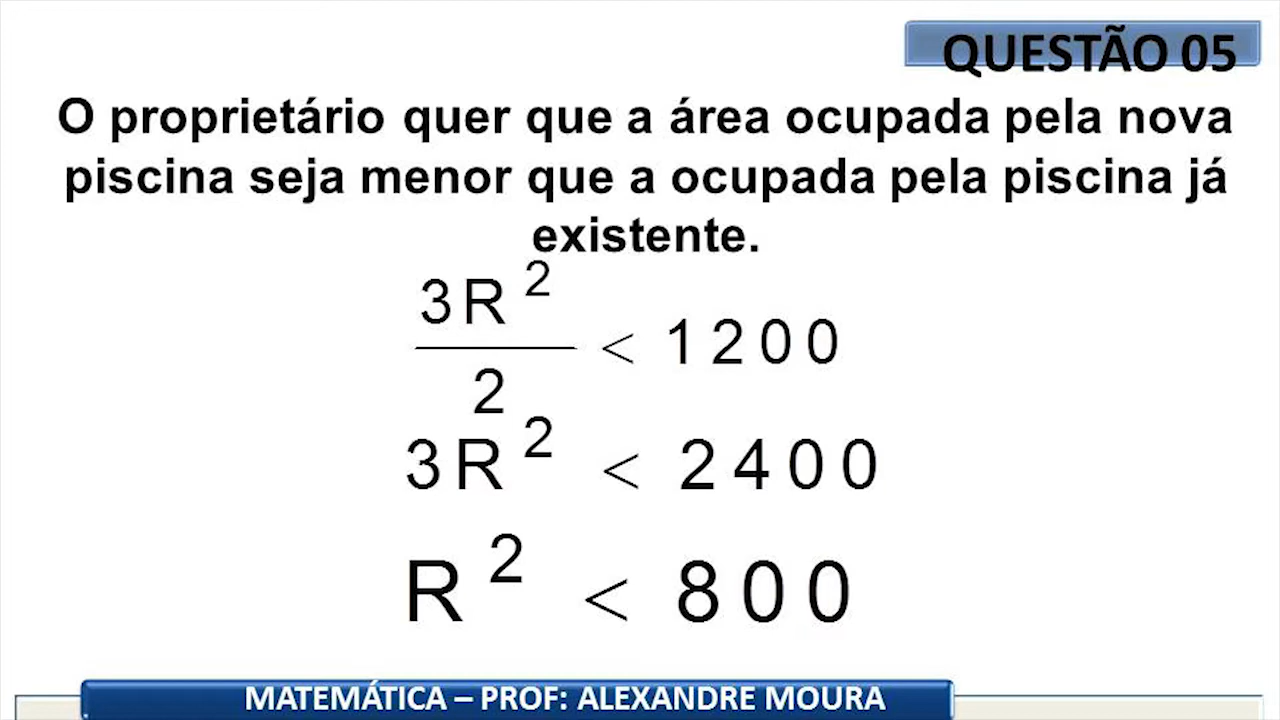 QUESTÃO 05
O proprietário quer que a área ocupada pela nova
piscina seja menor que a ocupada pela piscina já
existente.
3R²/2 < 1200
3R² < 2400
R² < 800
MATEMÁTICA – PROF: ALEXANDRE MOURA